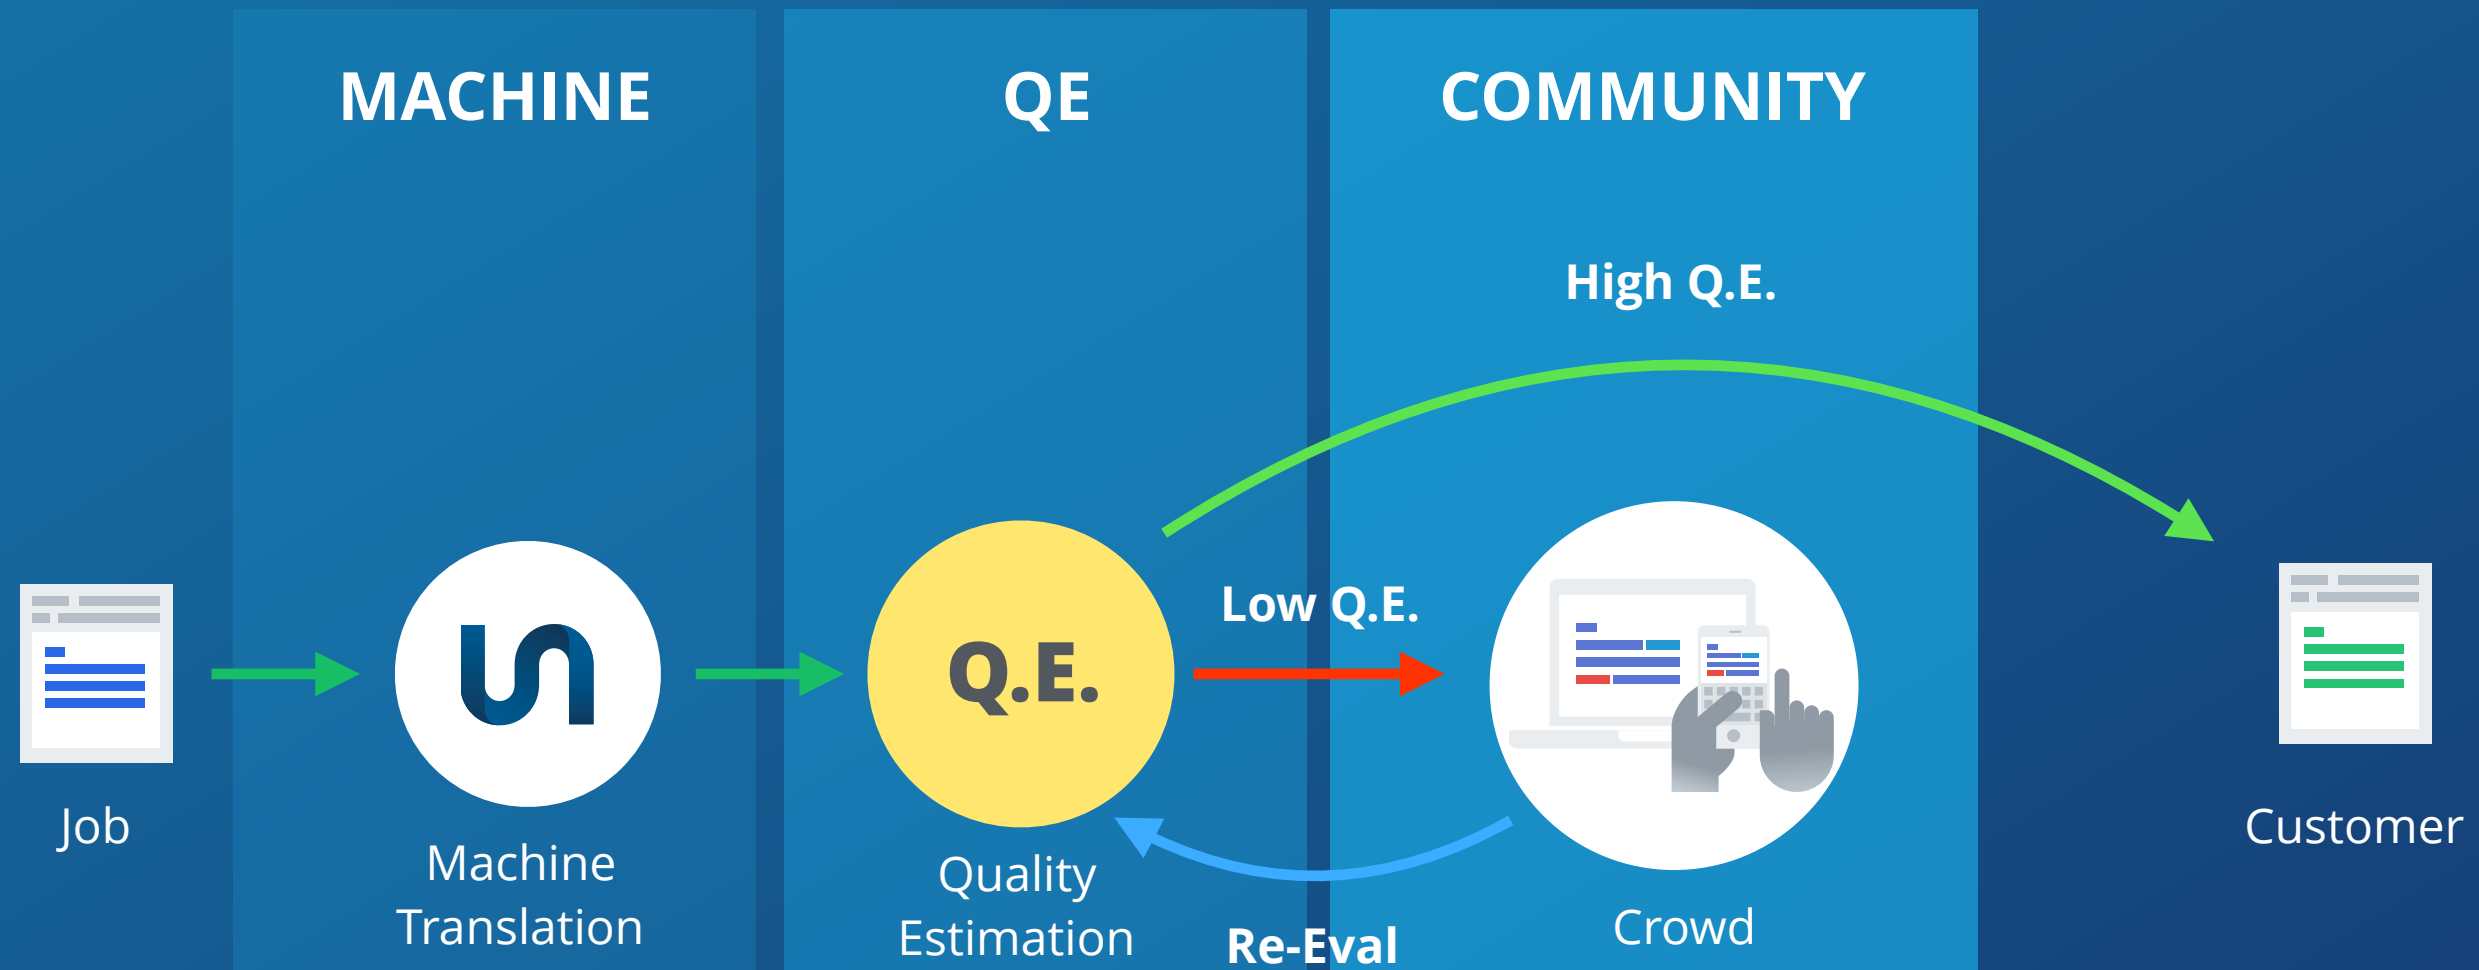 MACHINE
QE
COMMUNITY
High Q.E.
Low Q.E.
Q.E.
Job
Machine
Translation
Quality
Estimation
Re-Eval
Crowd
Customer